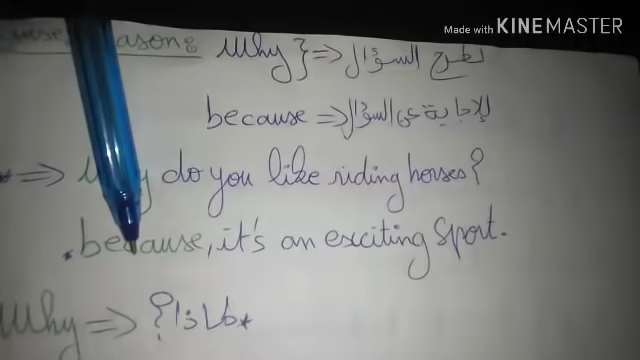 Made with KINEMASTER
Why } => لطرح السؤال
because => للإجابة عن السؤال
*=> Why do you like riding horses?
. because, it's an exciting sport.
Why => لماذا؟ *